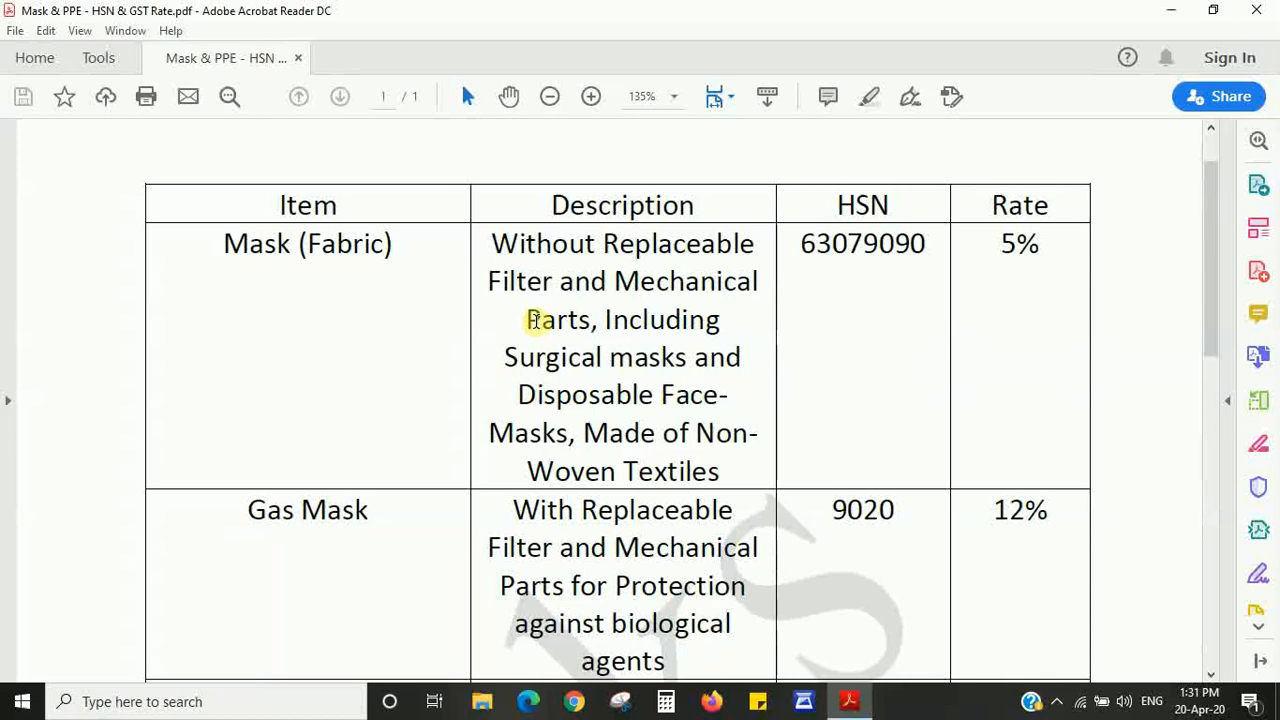 Mask & PPE - HSN & GST Rate.pdf - Adobe Acrobat Reader DC
File Edit View Window Help
Home Tools Mask & PPE - HSN ... × Sign In
1 / 1 135% Share
Item Description HSN Rate
Mask (Fabric) Without Replaceable 63079090 5%
Filter and Mechanical
Parts, Including
Surgical masks and
Disposable Face-
Masks, Made of Non-
Woven Textiles
Gas Mask With Replaceable 9020 12%
Filter and Mechanical
Parts for Protection
against biological
agents
Type here to search ENG 1:31 PM
20-Apr-20